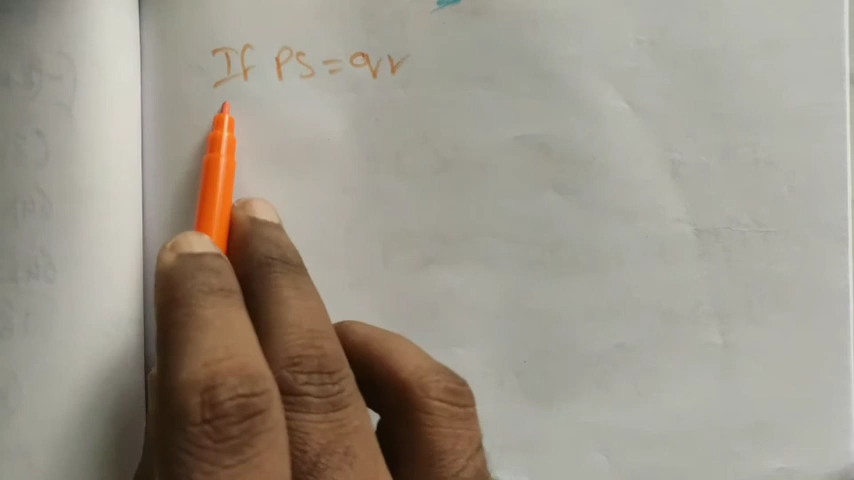 If PS = qr